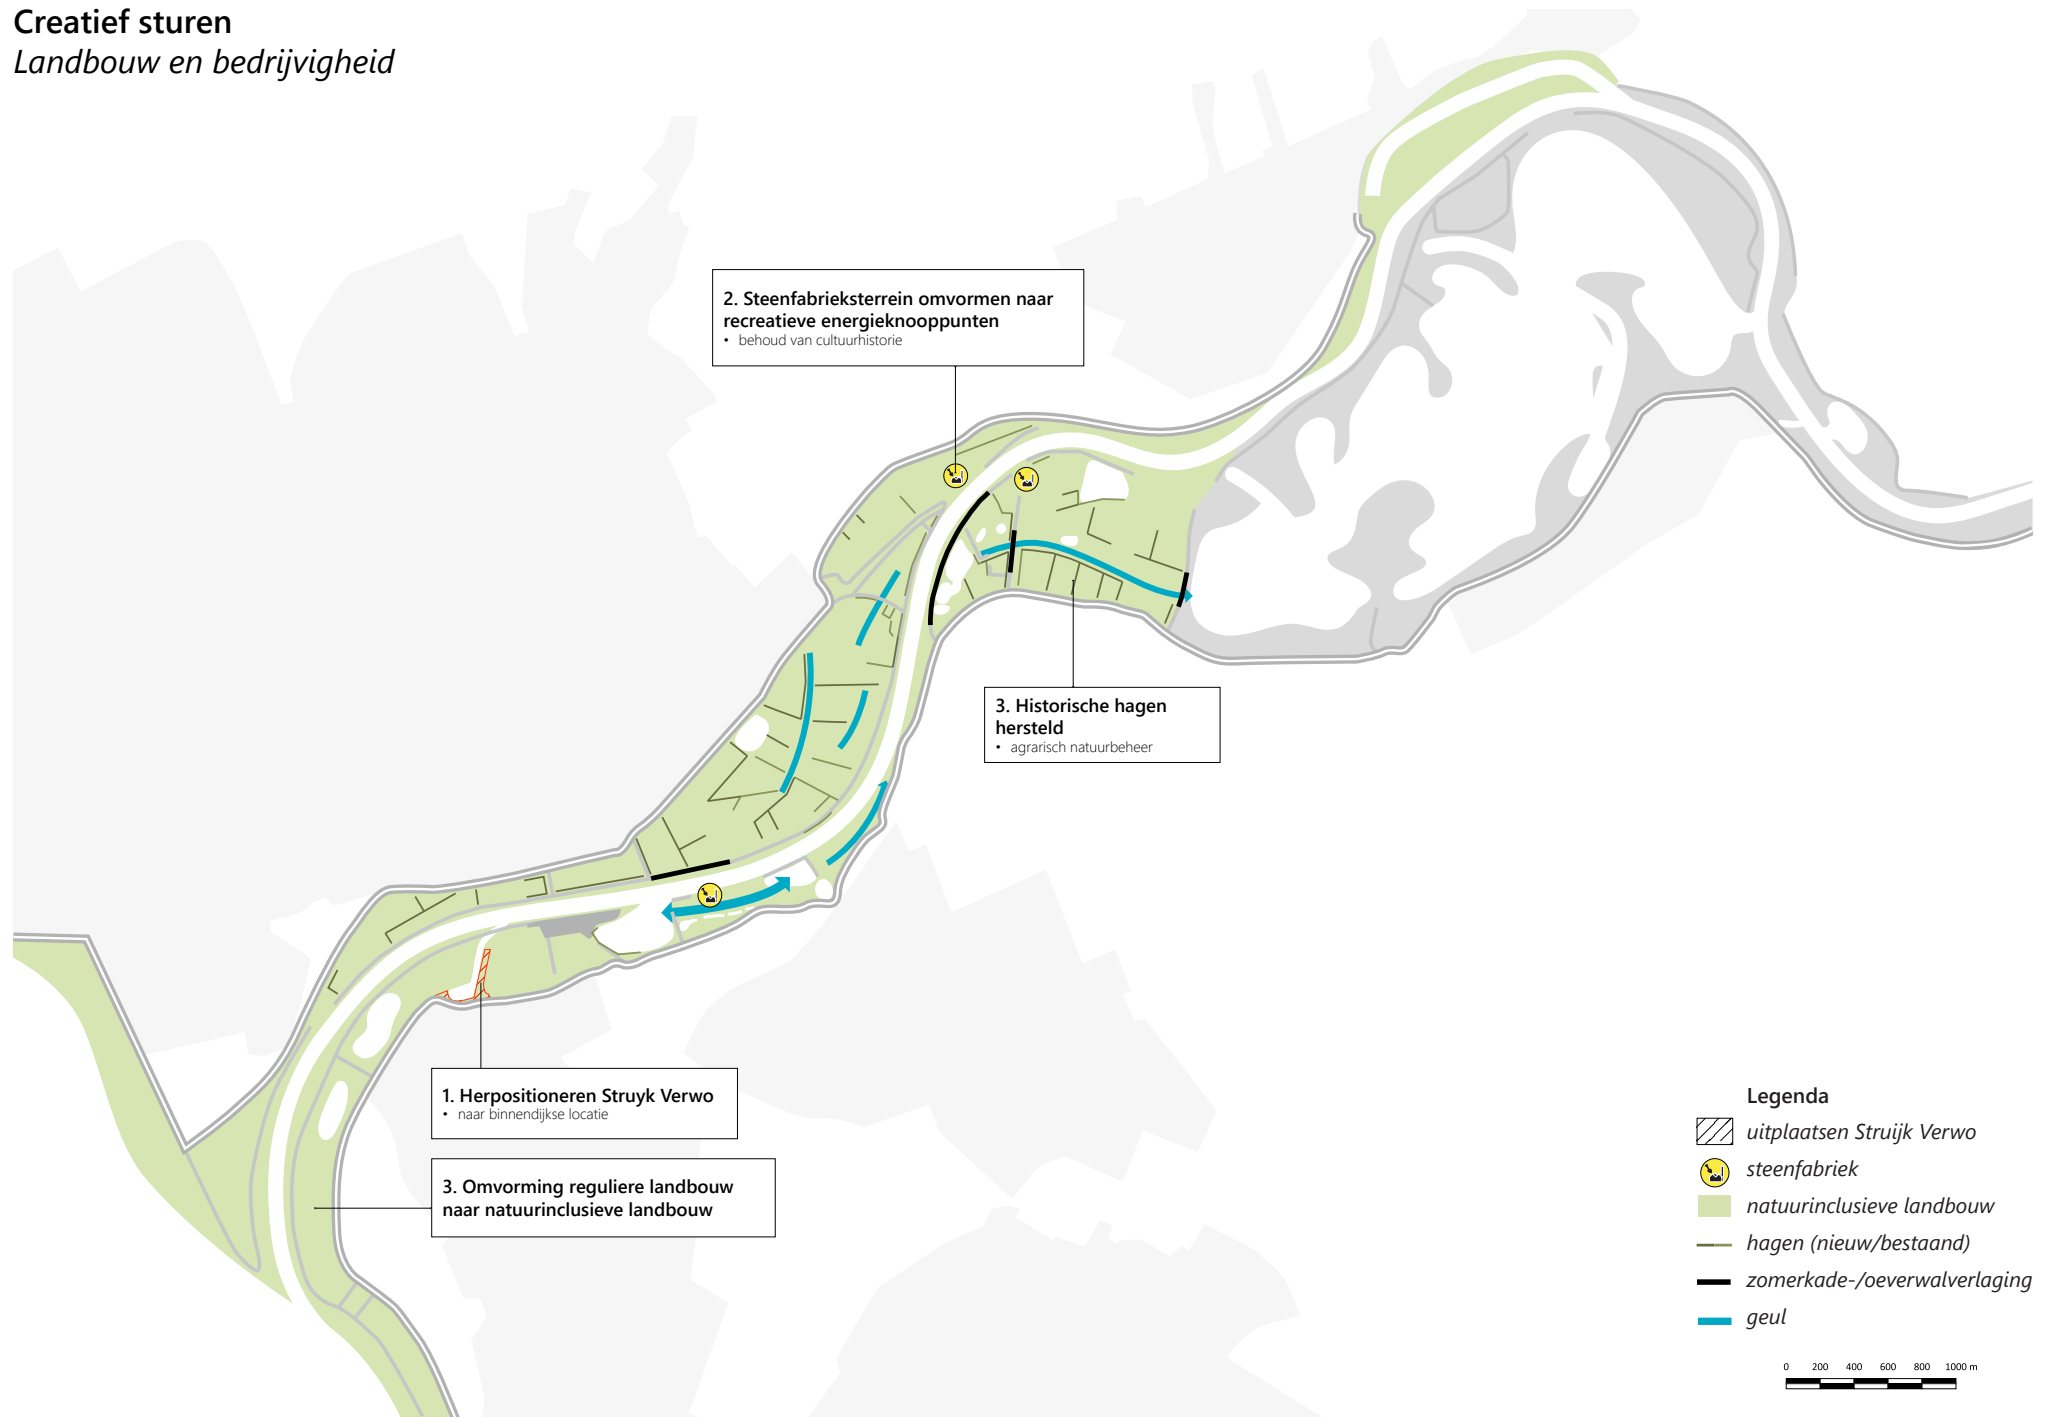 Creatief sturen
Landbouw en bedrijvigheid
2. Steenfabrieksterrein omvormen naar
recreatieve energieknooppunten
• behoud van cultuurhistorie
3. Historische hagen
hersteld
• agrarisch natuurbeheer
1. Herpositioneren Struyk Verwo
• naar binnendijkse locatie
3. Omvorming reguliere landbouw
naar natuurinclusieve landbouw
Legenda
uitplaatsen Struijk Verwo
steenfabriek
natuurinclusieve landbouw
hagen (nieuw/bestaand)
zomerkade-/oeverwalverlaging
geul
0 200 400 600 800 1000 m